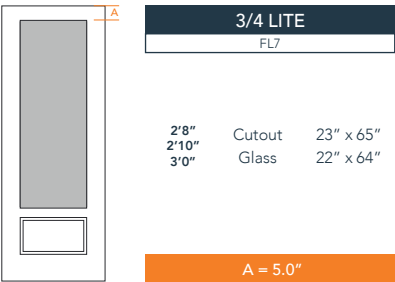 A
3/4 LITE
FL7
2'8"
2'10"
3'0"
Cutout 23" x 65"
Glass 22" x 64"
A = 5.0"